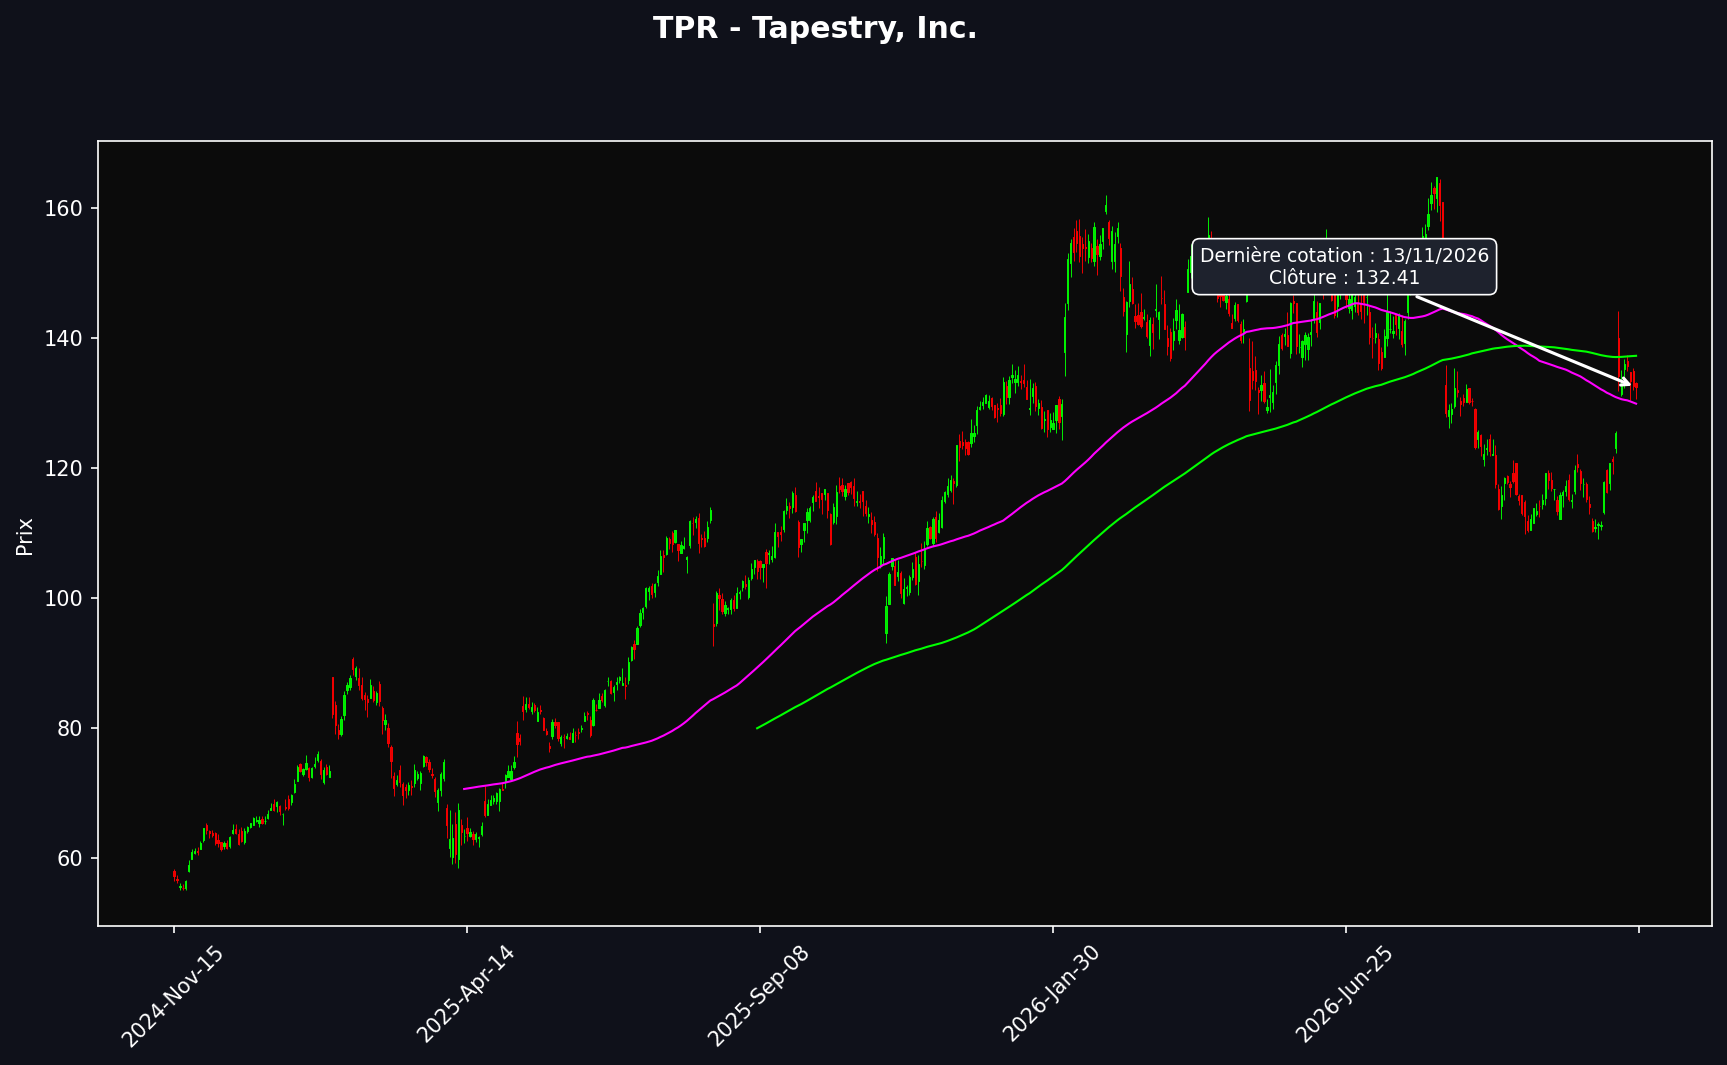 TPR - Tapestry, Inc.
160
140
120
100
80
60
Prix
Dernière cotation : 13/11/2026
Clôture : 132.41
2024-Nov-15
2025-Apr-14
2025-Sep-08
2026-Jan-30
2026-Jun-25